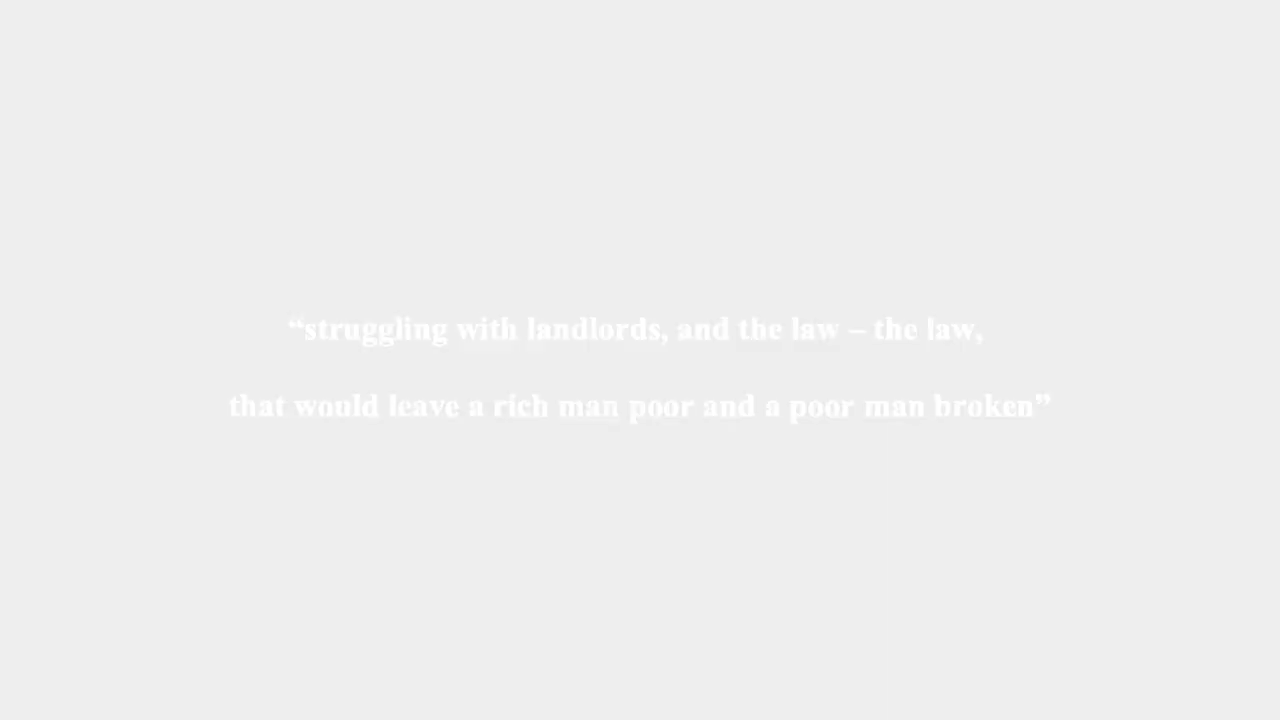 “struggling with landlords, and the law – the law,
that would leave a rich man poor and a poor man broken”